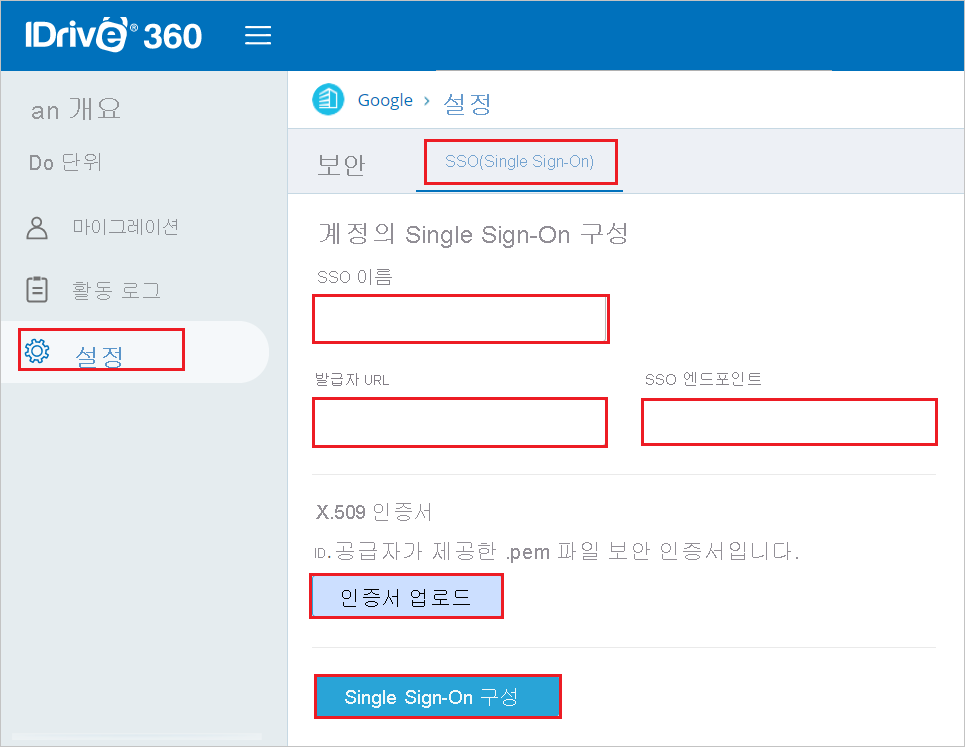 IDrive® 360
an 개요
Do 단위
마이그레이션
활동 로그
설정
Google > 설정
보안
SSO(Single Sign-On)
계정의 Single Sign-On 구성
SSO 이름
발급자 URL
SSO 엔드포인트
X.509 인증서
ID. 공급자가 제공한 .pem 파일 보안 인증서입니다.
인증서 업로드
Single Sign-On 구성